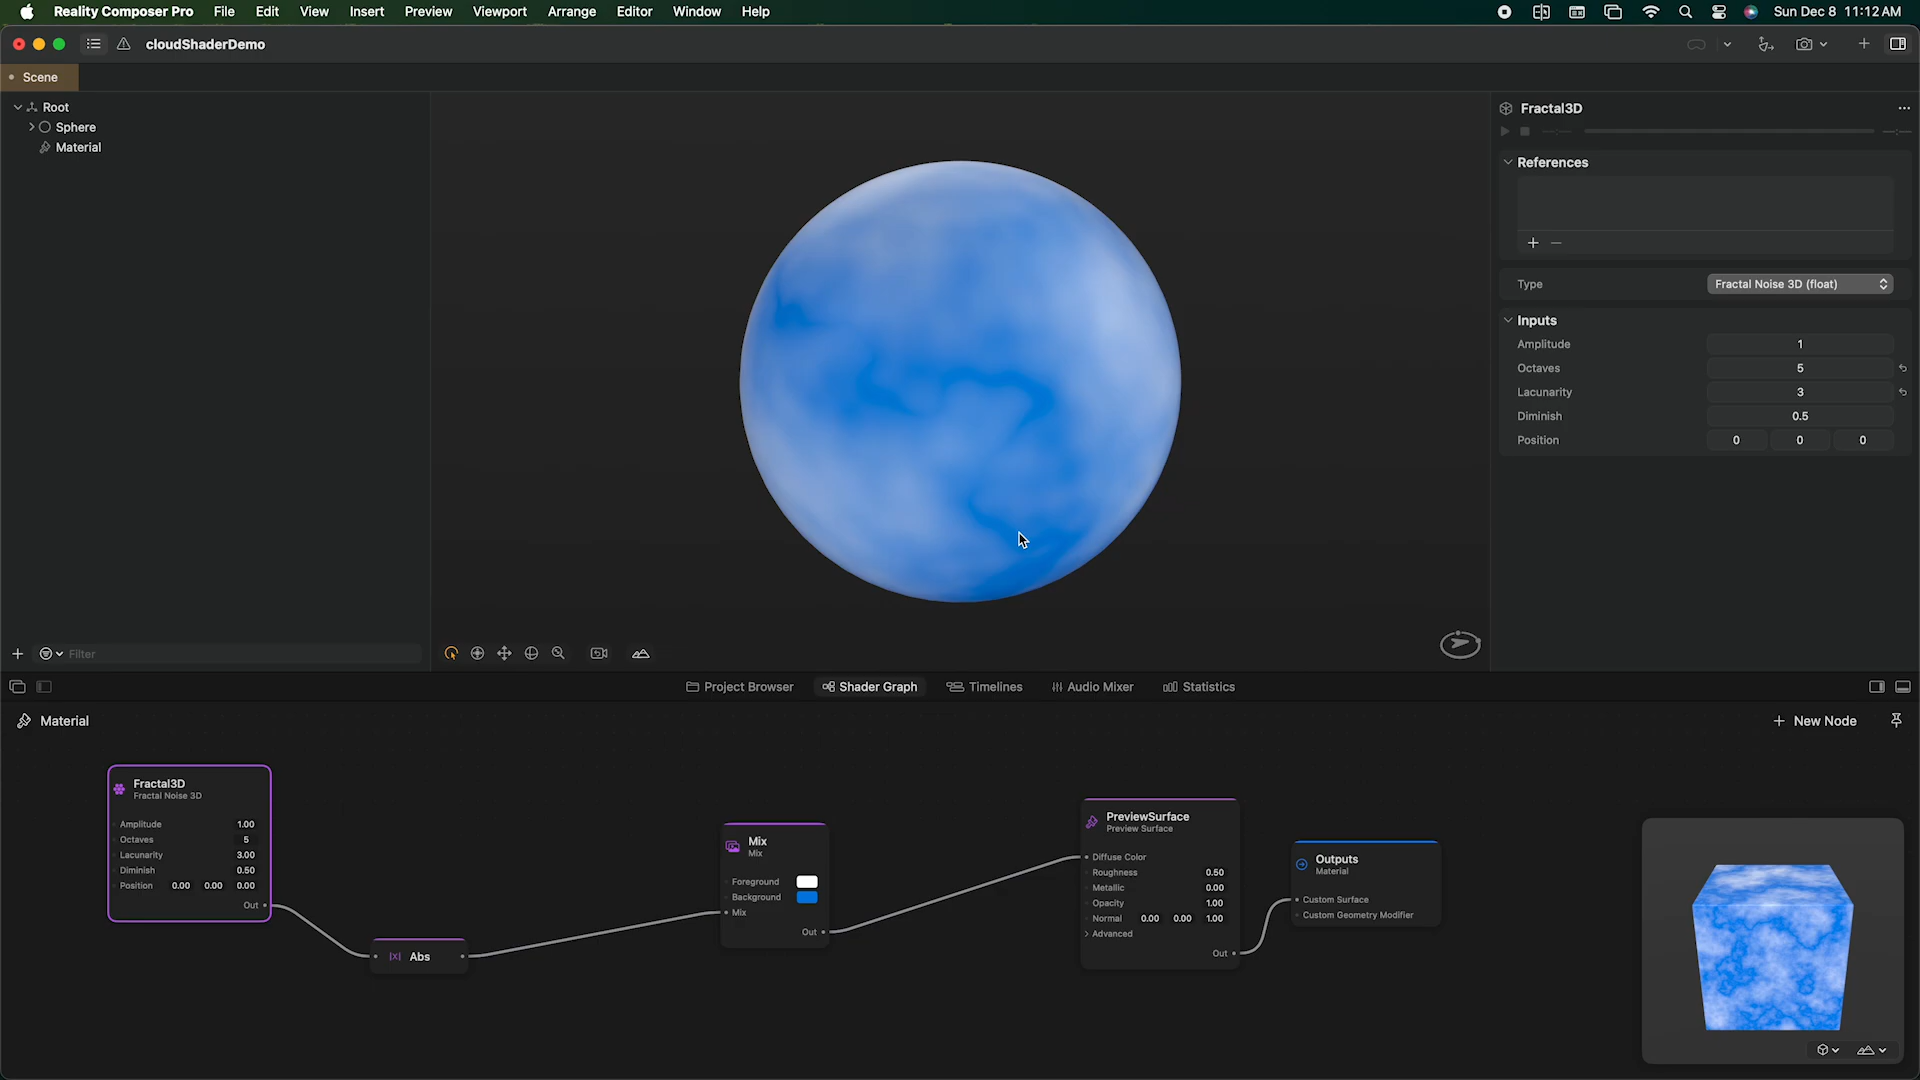 Reality Composer Pro File Edit View Insert Preview Viewport Arrange Editor Window Help Sun Dec 8 11:12 AM
cloudShaderDemo
Scene
Root
Sphere
Material
Filter
Fractal3D
References
Type Fractal Noise 3D (float)
Inputs
Amplitude 1
Octaves 5
Lacunarity 3
Diminish 0.5
Position 0 0 0
Project Browser Shader Graph Timelines Audio Mixer Statistics
Material New Node
Fractal3D
Fractal Noise 3D
Amplitude 1.00
Octaves 5
Lacunarity 3.00
Diminish 0.50
Position 0.00 0.00 0.00
Out
Abs
Mix
Mix
Foreground
Background
Mix
Out
PreviewSurface
Preview Surface
Diffuse Color
Roughness 0.50
Metallic 0.00
Opacity 1.00
Normal 0.00 0.00 1.00
Advanced
Out
Outputs
Material
Custom Surface
Custom Geometry Modifier